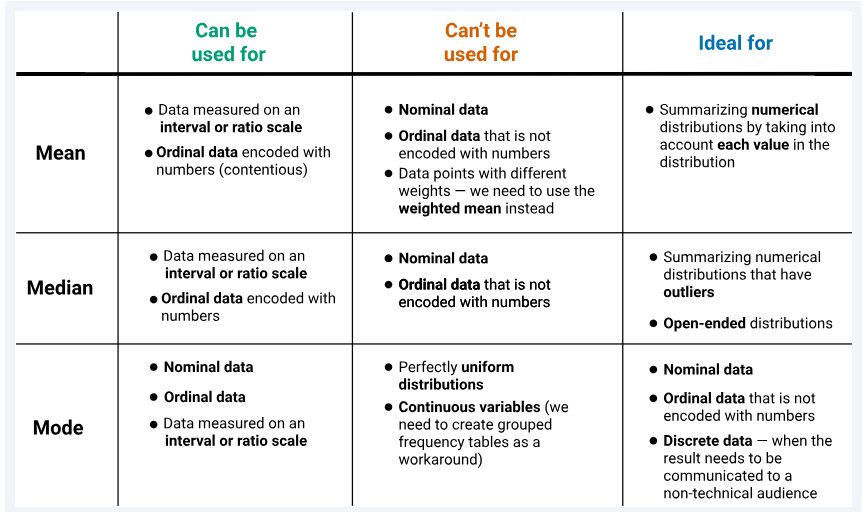 Can be
used for
Can't be
used for
Ideal for
Mean
● Data measured on an
interval or ratio scale
● Ordinal data encoded with
numbers (contentious)
● Nominal data
● Ordinal data that is not
encoded with numbers
● Data points with different
weights — we need to use the
weighted mean instead
● Summarizing numerical
distributions by taking into
account each value in the
distribution
Median
● Data measured on an
interval or ratio scale
● Ordinal data encoded with
numbers
● Nominal data
● Ordinal data that is not
encoded with numbers
● Summarizing numerical
distributions that have
outliers
● Open-ended distributions
Mode
● Nominal data
● Ordinal data
● Data measured on an
interval or ratio scale
● Perfectly uniform
distributions
● Continuous variables (we
need to create grouped
frequency tables as a
workaround)
● Nominal data
● Ordinal data that is not
encoded with numbers
● Discrete data — when the
result needs to be
communicated to a
non-technical audience